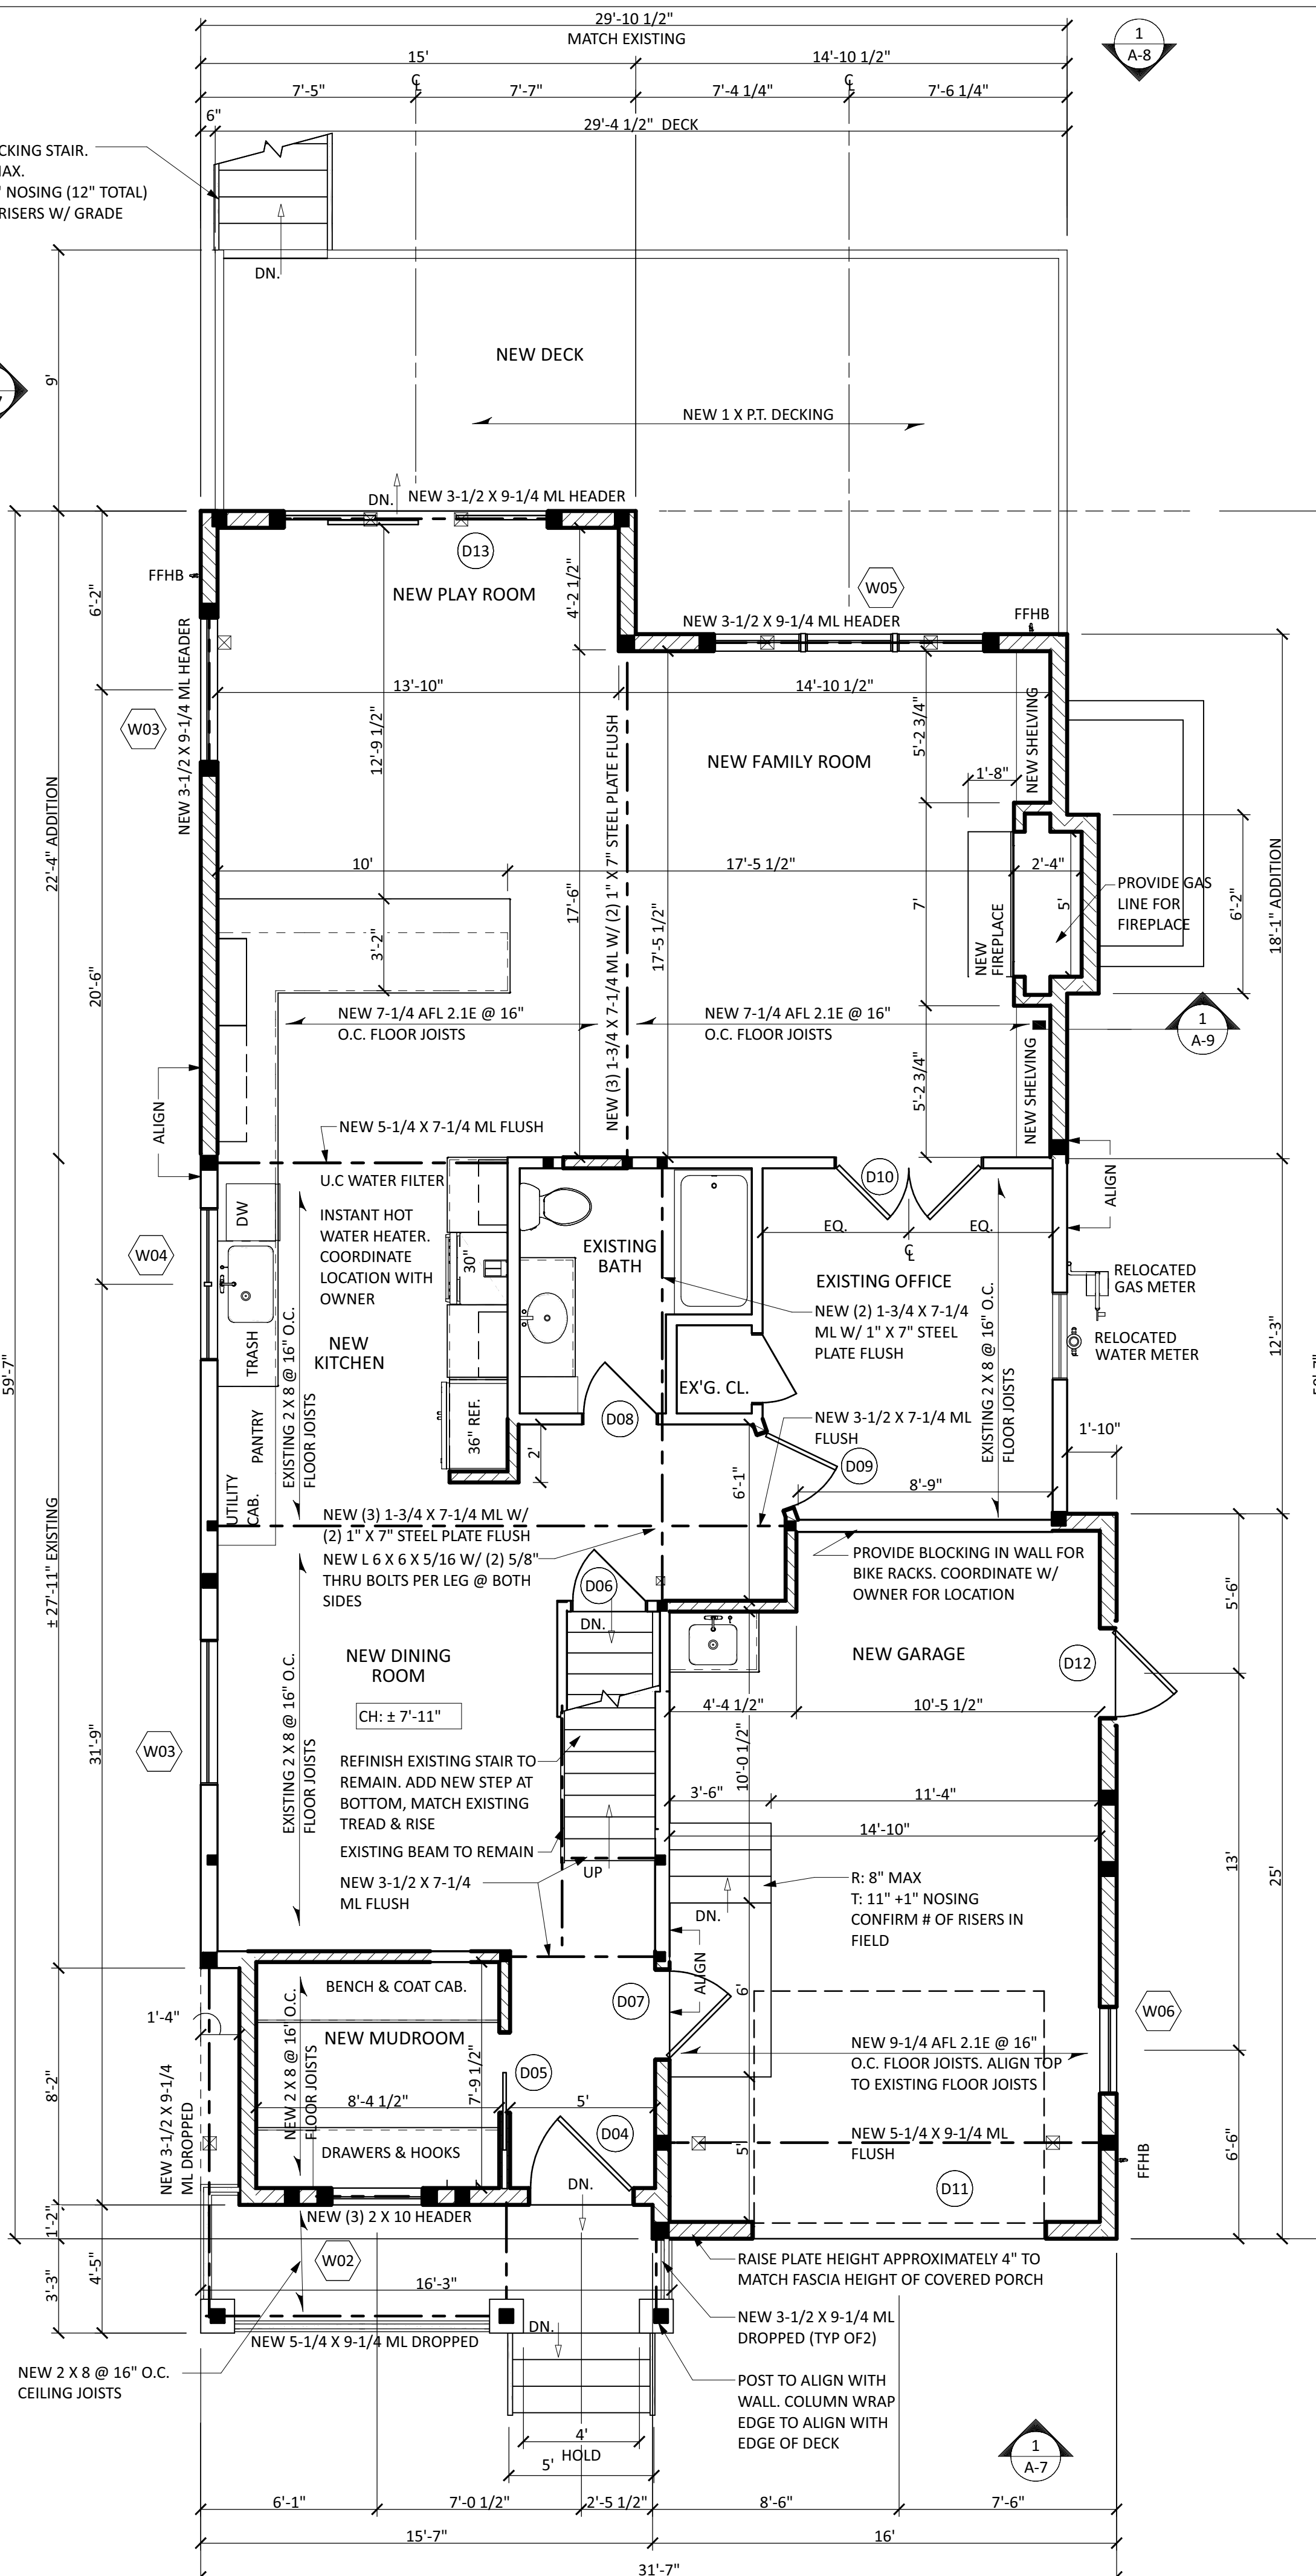 29'-10 1/2"
MATCH EXISTING
1
A-8
15'
14'-10 1/2"
7'-5"
7'-7"
7'-4 1/4"
7'-6 1/4"
6"
29'-4 1/2" DECK
CKING STAIR.
NOSING (12" TOTAL)
RISERS W/ GRADE
DN.
NEW DECK
9'
NEW 1 X P.T. DECKING
DN.
NEW 3-1/2 X 9-1/4 ML HEADER
D13
FFHB
NEW PLAY ROOM
4'-2 1/2"
W05
6'-2"
NEW 3-1/2 X 9-1/4 ML HEADER
FFHB
NEW 3-1/2 X 9-1/4 ML HEADER
13'-10"
14'-10 1/2"
W03
12'-9 1/2"
5'-2 3/4"
NEW SHELVING
NEW FAMILY ROOM
1'-8"
22'-4" ADDITION
NEW (3) 1-3/4 X 7-1/4 ML W/ (2) 1" X 7" STEEL PLATE FLUSH
10'
17'-5 1/2"
2'-4"
PROVIDE GAS
LINE FOR
FIREPLACE
17'-6"
17'-5 1/2"
7'
5'
6'-2"
18'-1" ADDITION
3'-2"
NEW
FIREPLACE
20'-6"
NEW 7-1/4 AFL 2.1E @ 16"
O.C. FLOOR JOISTS
NEW 7-1/4 AFL 2.1E @ 16"
O.C. FLOOR JOISTS
1
A-9
5'-2 3/4"
NEW SHELVING
ALIGN
NEW 5-1/4 X 7-1/4 ML FLUSH
U.C WATER FILTER
D10
ALIGN
DW
INSTANT HOT
WATER HEATER.
COORDINATE
LOCATION WITH
OWNER
30"
EXISTING
BATH
EQ.
EQ.
W04
EXISTING OFFICE
RELOCATED
GAS METER
NEW (2) 1-3/4 X 7-1/4
ML W/ 1" X 7" STEEL
PLATE FLUSH
TRASH
NEW
KITCHEN
EXISTING 2 X 8 @ 16" O.C.
FLOOR JOISTS
RELOCATED
WATER METER
12'-3"
59'-7"
EX'G. CL.
EXISTING 2 X 8 @ 16" O.C.
FLOOR JOISTS
PANTRY
36" REF.
D08
NEW 3-1/2 X 7-1/4 ML
FLUSH
1'-10"
2'
D09
UTILITY
CAB.
6'-1"
8'-9"
± 27'-11" EXISTING
NEW (3) 1-3/4 X 7-1/4 ML W/
(2) 1" X 7" STEEL PLATE FLUSH
NEW L 6 X 6 X 5/16 W/ (2) 5/8"
THRU BOLTS PER LEG @ BOTH
SIDES
PROVIDE BLOCKING IN WALL FOR
BIKE RACKS. COORDINATE W/
OWNER FOR LOCATION
D06
DN.
5'-6"
NEW DINING
ROOM
NEW GARAGE
D12
CH: ± 7'-11"
4'-4 1/2"
10'-5 1/2"
W03
31'-9"
EXISTING 2 X 8 @ 16" O.C.
FLOOR JOISTS
10'-0 1/2"
REFINISH EXISTING STAIR TO
REMAIN. ADD NEW STEP AT
BOTTOM, MATCH EXISTING
TREAD & RISE
3'-6"
11'-4"
14'-10"
EXISTING BEAM TO REMAIN
UP
NEW 3-1/2 X 7-1/4
ML FLUSH
R: 8" MAX
T: 11" +1" NOSING
CONFIRM # OF RISERS IN
FIELD
13'
25'
DN.
ALIGN
6'
BENCH & COAT CAB.
1'-4"
D07
W06
NEW MUDROOM
NEW 2 X 8 @ 16" O.C.
FLOOR JOISTS
7'-9 1/2"
NEW 9-1/4 AFL 2.1E @ 16"
O.C. FLOOR JOISTS. ALIGN TOP
TO EXISTING FLOOR JOISTS
D05
8'-2"
8'-4 1/2"
5'
NEW 3-1/2 X 9-1/4
ML DROPPED
D04
NEW 5-1/4 X 9-1/4 ML
FLUSH
5'
DRAWERS & HOOKS
DN.
D11
FFHB
6'-6"
NEW (3) 2 X 10 HEADER
1'-2"
W02
RAISE PLATE HEIGHT APPROXIMATELY 4" TO
MATCH FASCIA HEIGHT OF COVERED PORCH
3'-3"
4'-5"
16'-3"
NEW 3-1/2 X 9-1/4 ML
DROPPED (TYP OF2)
DN.
NEW 5-1/4 X 9-1/4 ML DROPPED
NEW 2 X 8 @ 16" O.C.
CEILING JOISTS
POST TO ALIGN WITH
WALL. COLUMN WRAP
EDGE TO ALIGN WITH
EDGE OF DECK
4'
HOLD
5'
1
A-7
6'-1"
7'-0 1/2"
2'-5 1/2"
8'-6"
7'-6"
15'-7"
16'
31'-7"